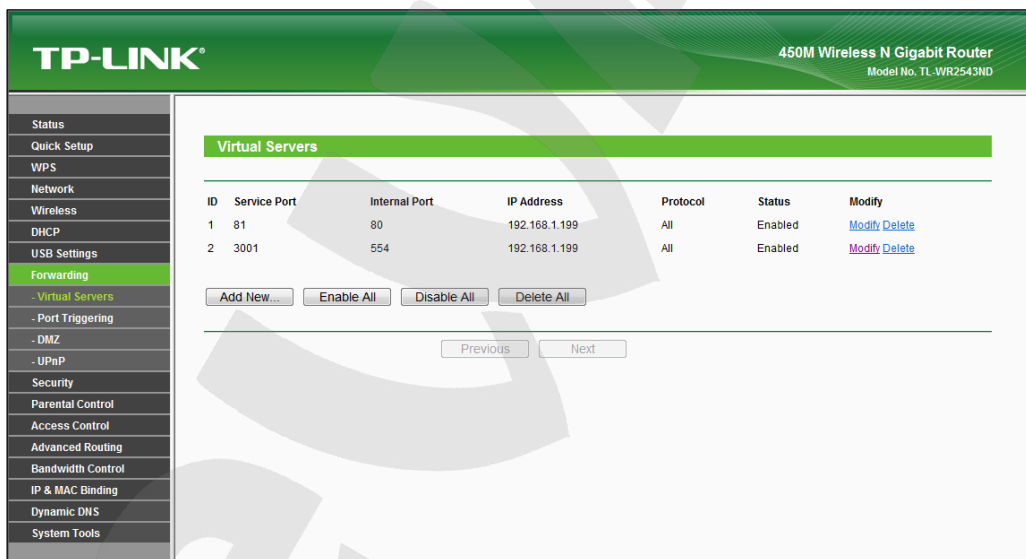 TP-LINK®
450M Wireless N Gigabit Router
Model No. TL-WR2543ND
Status
Quick Setup
WPS
Network
Wireless
DHCP
USB Settings
Forwarding
- Virtual Servers
- Port Triggering
- DMZ
- UPnP
Security
Parental Control
Access Control
Advanced Routing
Bandwidth Control
IP & MAC Binding
Dynamic DNS
System Tools
Virtual Servers
ID Service Port Internal Port IP Address Protocol Status Modify
1 81 80 192.168.1.199 All Enabled Modify Delete
2 3001 554 192.168.1.199 All Enabled Modify Delete
Add New... Enable All Disable All Delete All
Previous Next